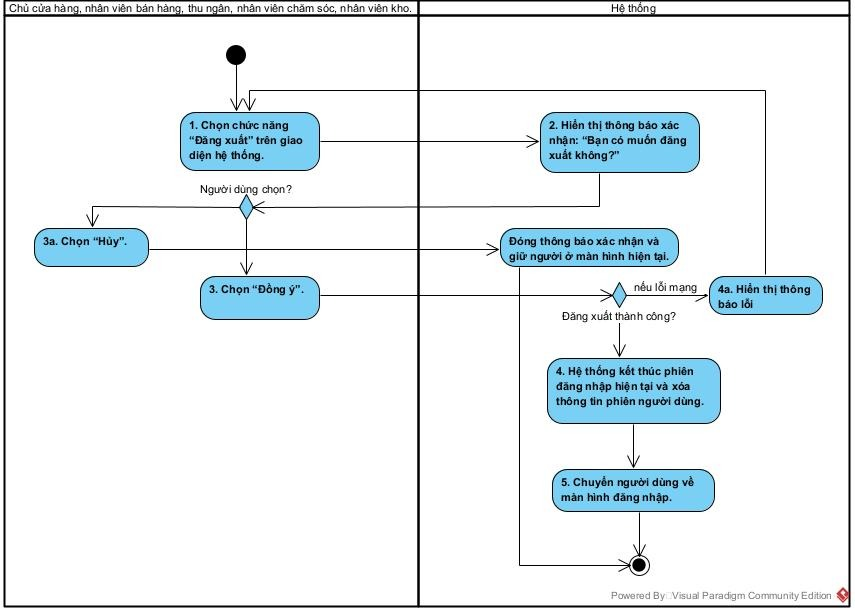 Chủ cửa hàng, nhân viên bán hàng, thu ngân, nhân viên chăm sóc, nhân viên kho.
Hệ thống
1. Chọn chức năng
“Đăng xuất” trên giao
diện hệ thống.
2. Hiển thị thông báo xác
nhận: “Bạn có muốn đăng
xuất không?”
Người dùng chọn?
3a. Chọn “Hủy”.
Đóng thông báo xác nhận và
giữ người ở màn hình hiện tại.
3. Chọn “Đồng ý”.
nếu lỗi mạng
4a. Hiển thị thông
báo lỗi
Đăng xuất thành công?
4. Hệ thống kết thúc phiên
đăng nhập hiện tại và xóa
thông tin phiên người dùng.
5. Chuyển người dùng về
màn hình đăng nhập.
Powered By Visual Paradigm Community Edition